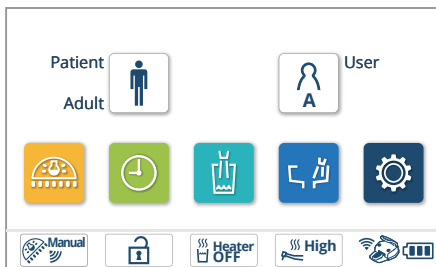 Patient
User
Adult
A
Manual
Heater
OFF
High